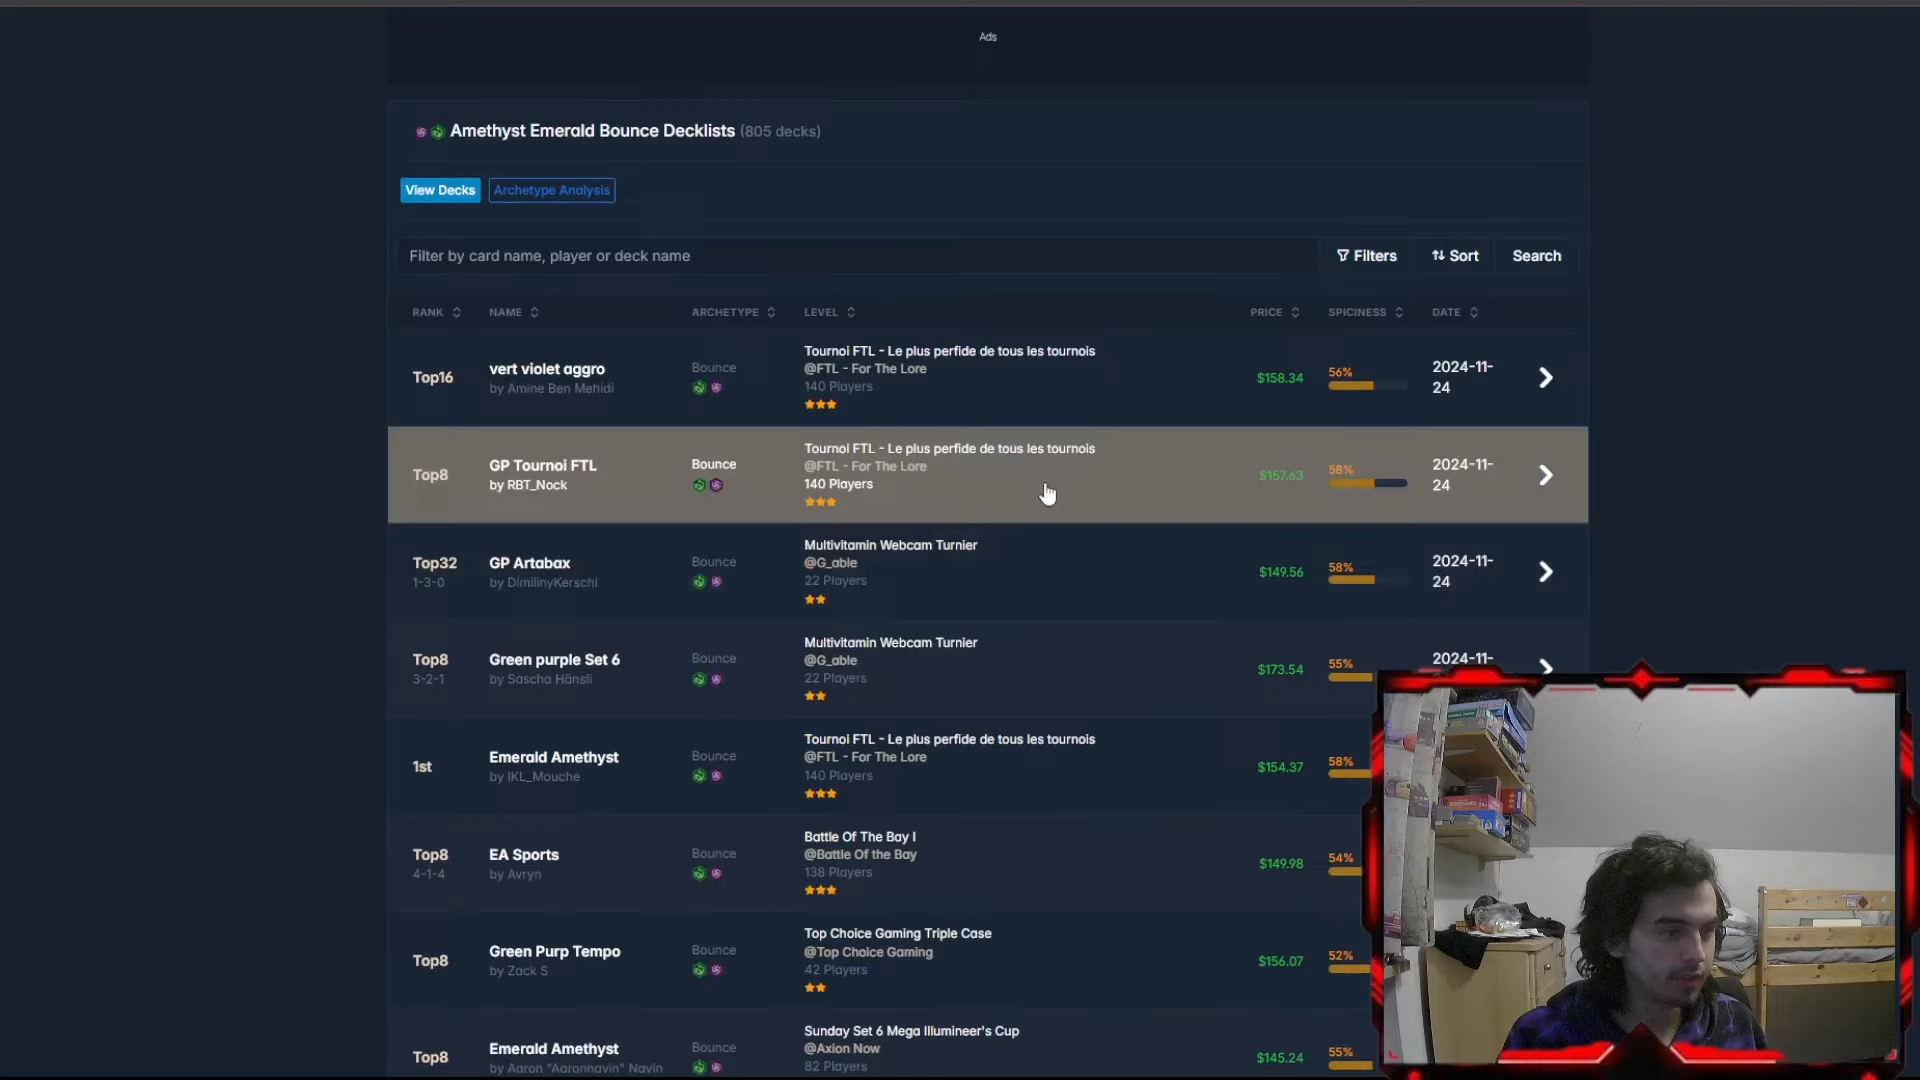 Ads
Amethyst Emerald Bounce Decklists (805 decks)
View Decks Archetype Analysis
Filter by card name, player or deck name Filters Sort Search
RANK NAME ARCHETYPE LEVEL PRICE SPICINESS DATE
Top16 vert violet aggro by Amine Ben Mehidi Bounce Tournoi FTL - Le plus perfide de tous les tournois
@FTL - For The Lore
140 Players
$158.34 56% 2024-11-24
Top8 GP Tournoi FTL by RBT_Nock Bounce Tournoi FTL - Le plus perfide de tous les tournois
@FTL - For The Lore
140 Players
$157.63 58% 2024-11-24
Top32 1-3-0 GP Artabax by DimilinyKerschl Bounce Multivitamin Webcam Turnier
@G_able
22 Players
$149.56 58% 2024-11-24
Top8 3-2-1 Green purple Set 6 by Sascha Hänsli Bounce Multivitamin Webcam Turnier
@G_able
22 Players
$173.54 55% 2024-11-
1st Emerald Amethyst by IKL_Mouche Bounce Tournoi FTL - Le plus perfide de tous les tournois
@FTL - For The Lore
140 Players
$154.37 58%
Top8 4-1-4 EA Sports by Avryn Bounce Battle Of The Bay I
@Battle Of the Bay
138 Players
$149.98 54%
Top8 Green Purp Tempo by Zack S Bounce Top Choice Gaming Triple Case
@Top Choice Gaming
42 Players
$156.07 52%
Top8 Emerald Amethyst by Aaron "Aaronnavin" Navin Bounce Sunday Set 6 Mega Illumineer's Cup
@Axion Now
82 Players
$145.24 55%